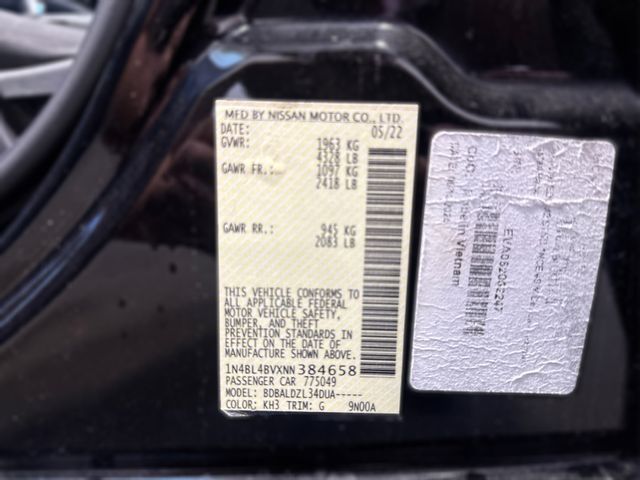 MFD BY NISSAN MOTOR CO., LTD.
DATE: 05/22
GVWR: 1963 KG
4328 LB
GAWR FR.: 1097 KG
2418 LB
GAWR RR.: 945 KG
2083 LB
THIS VEHICLE CONFORMS TO
ALL APPLICABLE FEDERAL
MOTOR VEHICLE SAFETY,
BUMPER, AND THEFT
PREVENTION STANDARDS IN
EFFECT ON THE DATE OF
MANUFACTURE SHOWN ABOVE.
1N4BL4BVXNN384658
PASSENGER CAR 775049
MODEL: BDBALDZL34DUA-----
COLOR: KH3 TRIM: G 9N00A
in Vietnam